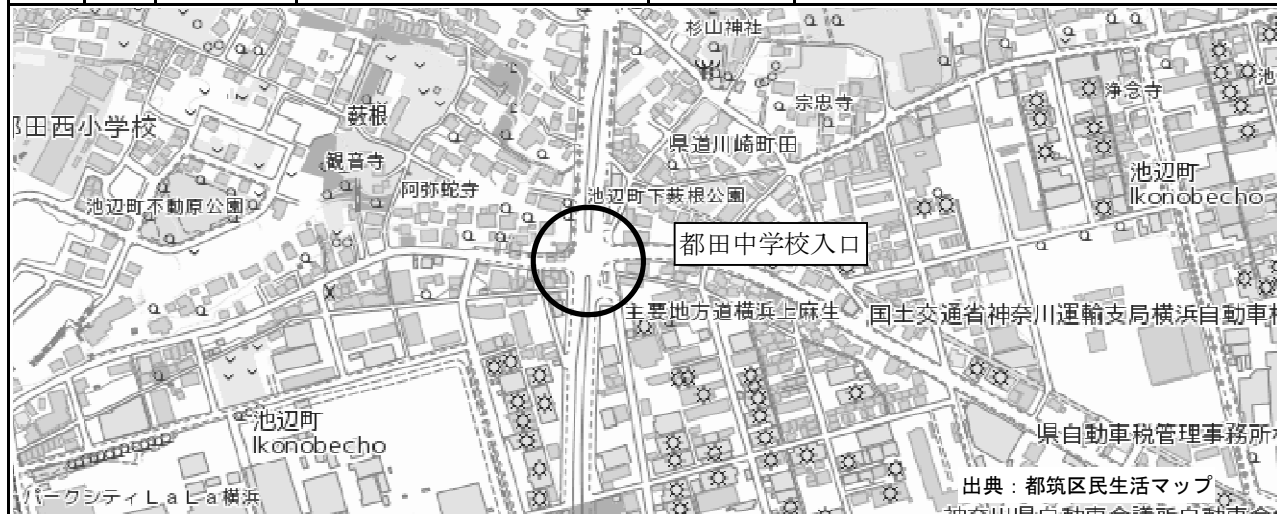 杉山神社
浄念寺
宗忠寺
薮根
都田西小学校
県道川崎町田
観音寺
池辺町
Ikonobecho
阿弥蛇寺
池辺町下薮根公園
池辺町不動原公園
都田中学校入口
主要地方道横浜上麻生
国土交通省神奈川運輸支局横浜自動車検
池辺町
Ikonobecho
県自動車税管理事務所
出典：都筑区民生活マップ
パークシティLaLa横浜